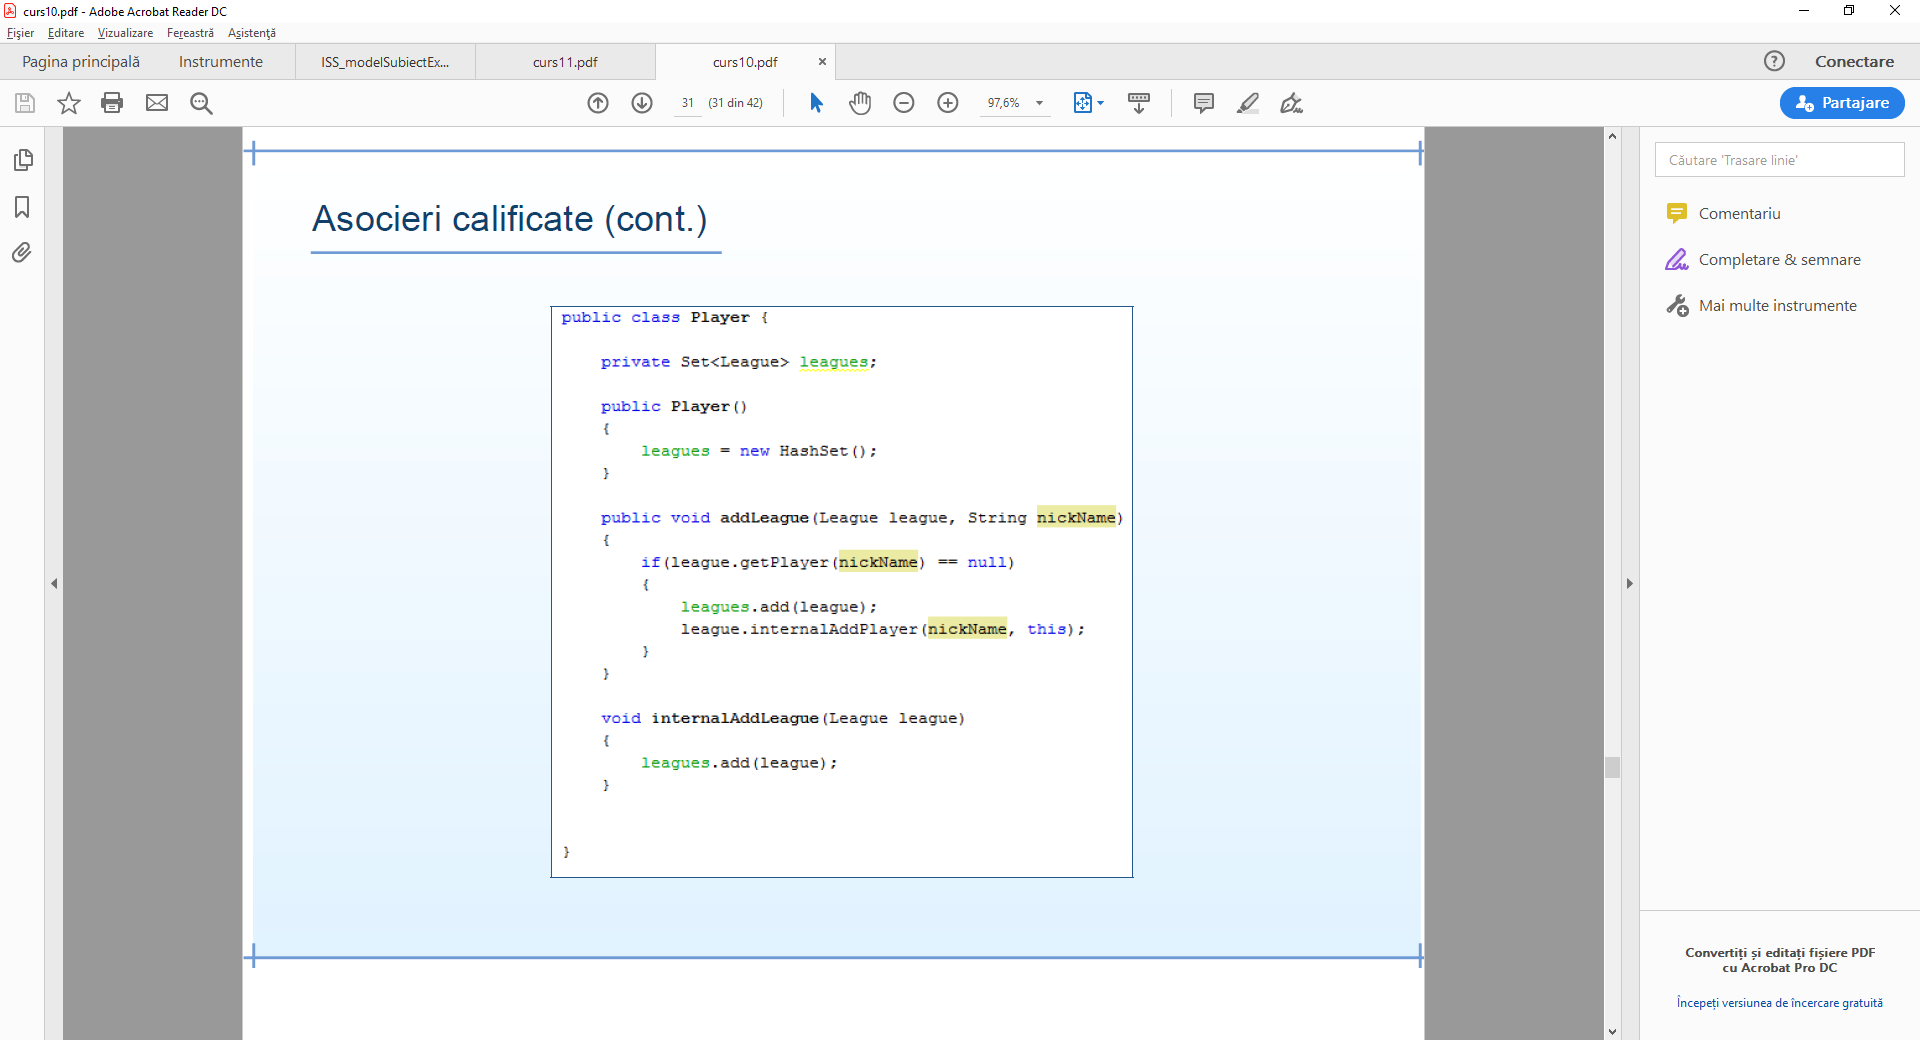 curs10.pdf - Adobe Acrobat Reader DC
Fișier Editare Vizualizare Fereastră Asistență
Pagina principală Instrumente ISS_modelSubiectEx... curs11.pdf curs10.pdf × ? Conectare
31 (31 din 42) 97,6% Partajare
Căutare 'Trasare linie'
Comentariu
Completare & semnare
Mai multe instrumente
Asocieri calificate (cont.)
public class Player {
private Set<League> leagues;
public Player()
{
leagues = new HashSet();
}
public void addLeague(League league, String nickName)
{
if(league.getPlayer(nickName) == null)
{
leagues.add(league);
league.internalAddPlayer(nickName, this);
}
}
void internalAddLeague(League league)
{
leagues.add(league);
}
}
Convertiți și editați fișiere PDF
cu Acrobat Pro DC
Începeți versiunea de încercare gratuită